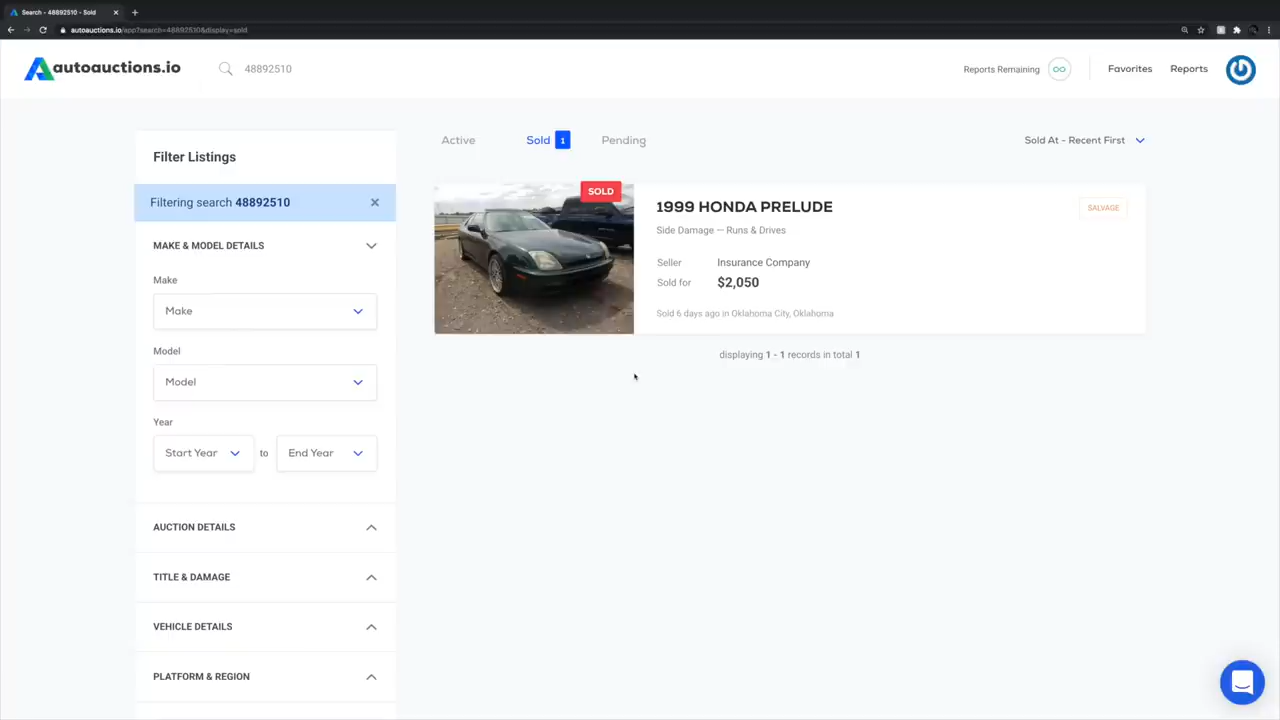 Search - 48892510 - Sold
autoauctions.io/app?search=48892510&display=sold
autoauctions.io
48892510
Reports Remaining
Favorites
Reports
Filter Listings
Filtering search 48892510
MAKE & MODEL DETAILS
Make
Make
Model
Model
Year
Start Year
to
End Year
AUCTION DETAILS
TITLE & DAMAGE
VEHICLE DETAILS
PLATFORM & REGION
Active
Sold 1
Pending
Sold At - Recent First
SOLD
1999 HONDA PRELUDE
SALVAGE
Side Damage — Runs & Drives
Seller Insurance Company
Sold for $2,050
Sold 6 days ago in Oklahoma City, Oklahoma
displaying 1 - 1 records in total 1